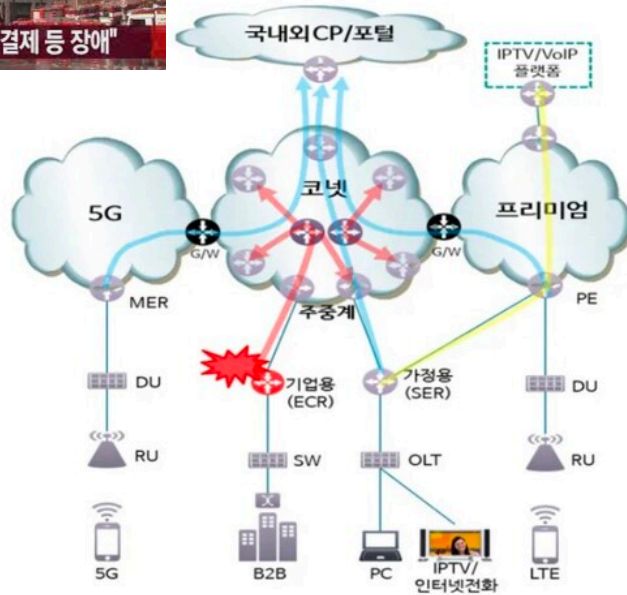 결제 등 장애"
국내외 CP/포털
IPTV/VoIP
플랫폼
5G
코넷
프리미엄
G/W
G/W
MER
주중계
PE
DU
기업용
(ECR)
가정용
(SER)
DU
RU
SW
OLT
RU
5G
B2B
PC
IPTV/
인터넷전화
LTE